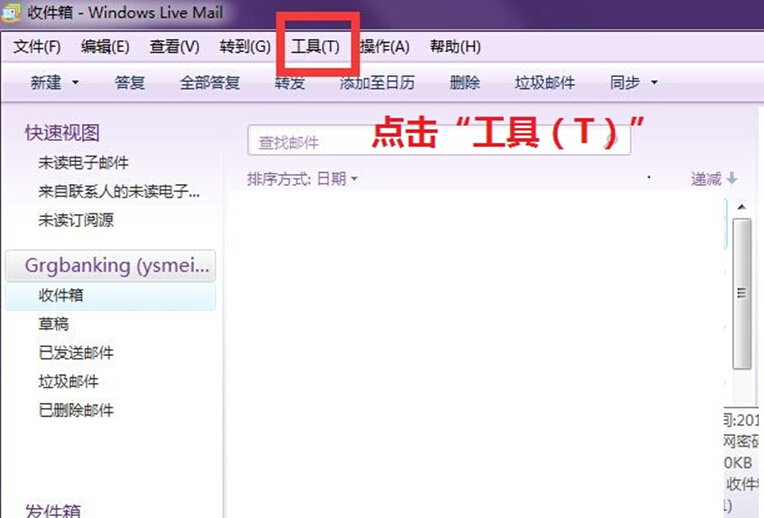 收件箱 - Windows Live Mail
文件(F) 编辑(E) 查看(V) 转到(G) 工具(T) 操作(A) 帮助(H)
新建 答复 全部答复 转发 添加至日历 删除 垃圾邮件 同步
快速视图
未读电子邮件
来自联系人的未读电子...
未读订阅源
Grgbanking (ysmei...
收件箱
草稿
已发送邮件
垃圾邮件
已删除邮件
发件箱
查找邮件
点击“工具（T）”
排序方式: 日期
递减
间:201
网密码
0KB
收件